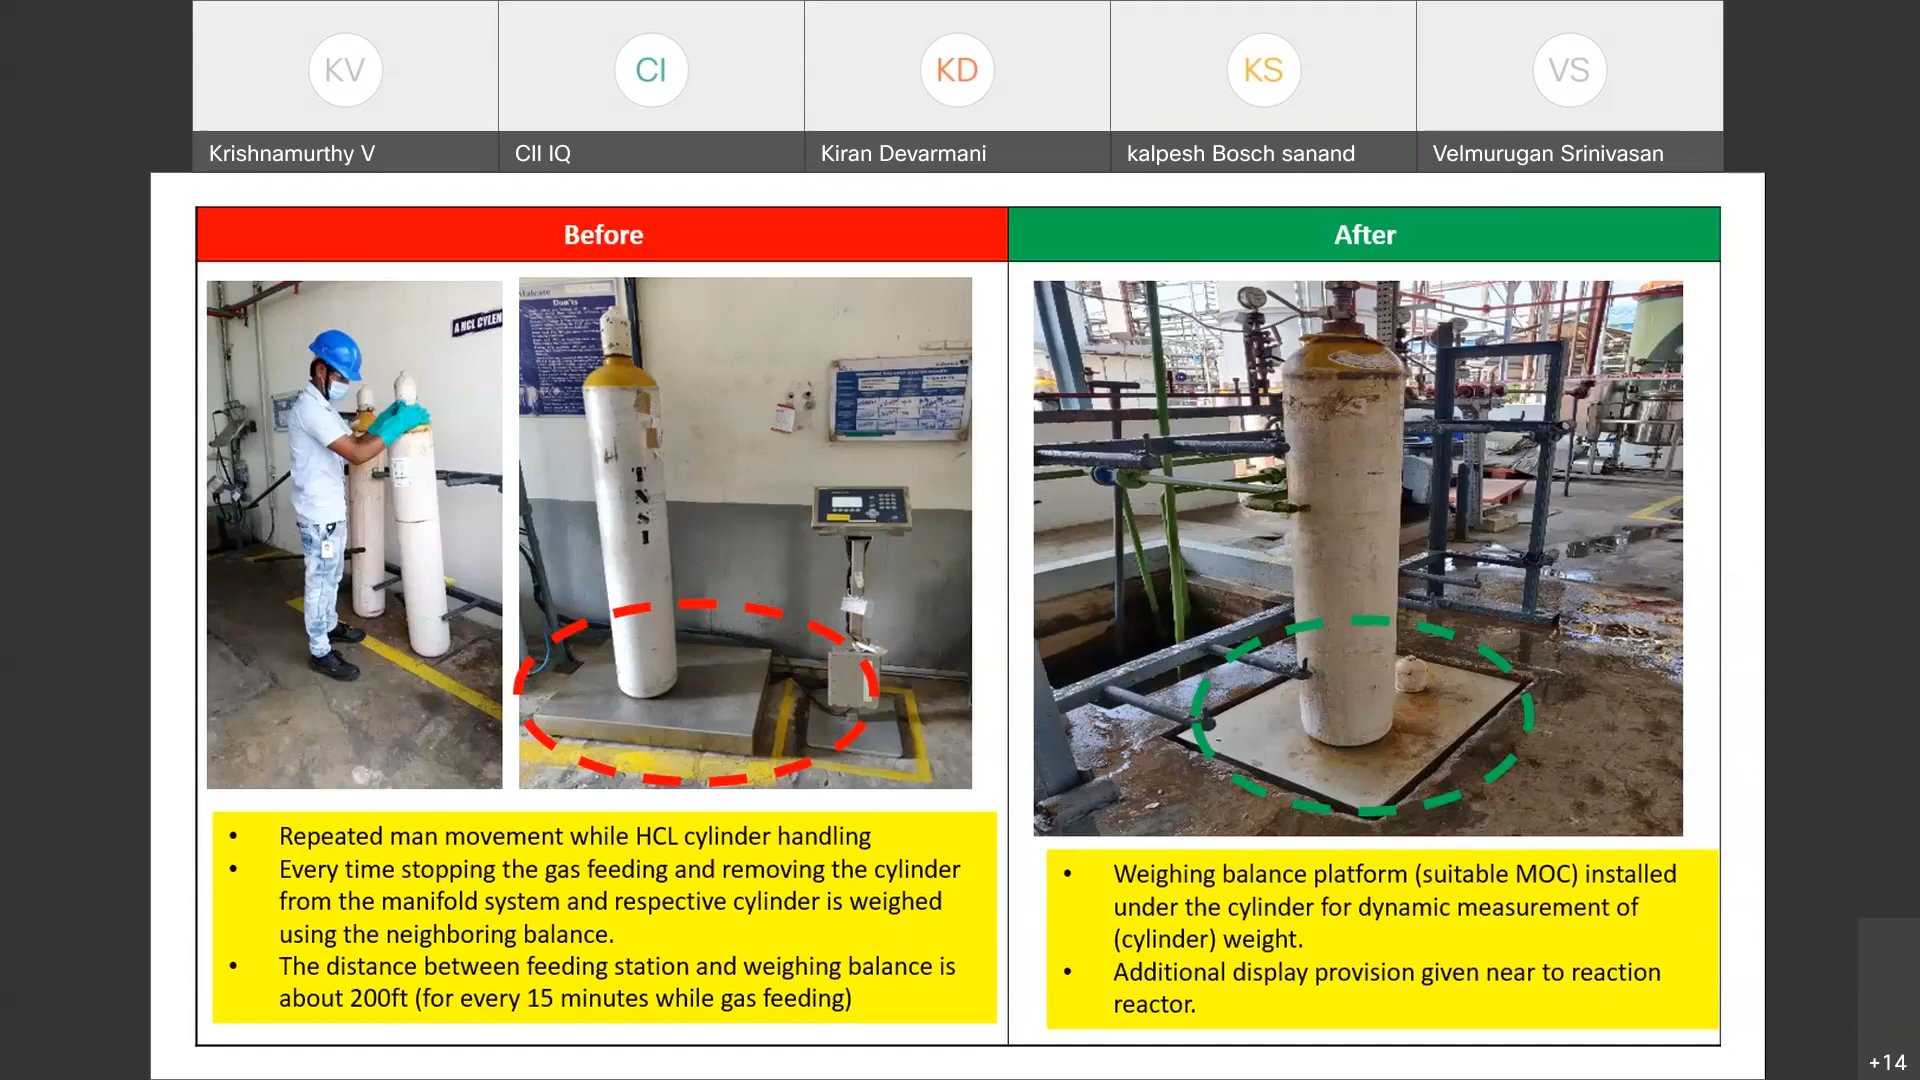 KV
CI
KD
KS
VS
Krishnamurthy V
CII IQ
Kiran Devarmani
kalpesh Bosch sanand
Velmurugan Srinivasan
Before
After
Don'ts
TNSI
• Repeated man movement while HCL cylinder handling
• Every time stopping the gas feeding and removing the cylinder
from the manifold system and respective cylinder is weighed
using the neighboring balance.
• The distance between feeding station and weighing balance is
about 200ft (for every 15 minutes while gas feeding)
• Weighing balance platform (suitable MOC) installed
under the cylinder for dynamic measurement of
(cylinder) weight.
• Additional display provision given near to reaction
reactor.
+14